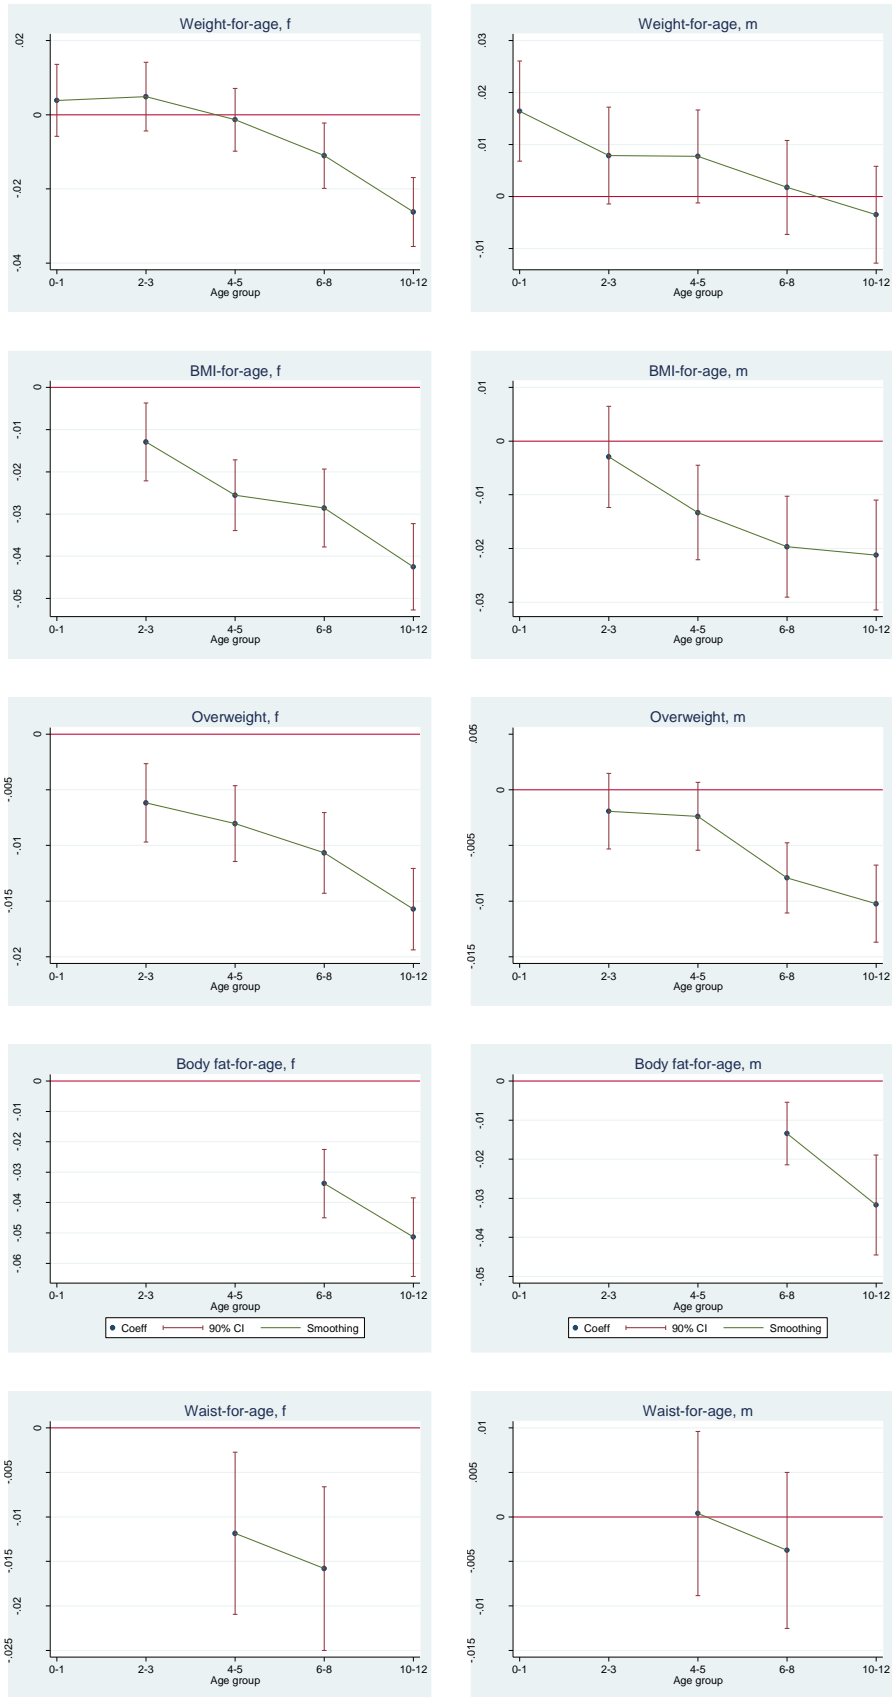 Weight-for-age, f
.02
0
-.02
-.04
0-1 2-3 4-5 6-8 10-12
Age group
Weight-for-age, m
.03
.02
.01
0
-.01
0-1 2-3 4-5 6-8 10-12
Age group
BMI-for-age, f
0
-.01
-.02
-.03
-.04
-.05
0-1 2-3 4-5 6-8 10-12
Age group
BMI-for-age, m
.01
0
-.01
-.02
-.03
0-1 2-3 4-5 6-8 10-12
Age group
Overweight, f
0
-.005
-.01
-.015
-.02
0-1 2-3 4-5 6-8 10-12
Age group
Overweight, m
.005
0
-.005
-.01
-.015
0-1 2-3 4-5 6-8 10-12
Age group
Body fat-for-age, f
0
-.01
-.02
-.03
-.04
-.05
-.06
0-1 2-3 4-5 6-8 10-12
Age group
Coeff 90% CI Smoothing
Body fat-for-age, m
0
-.01
-.02
-.03
-.04
-.05
0-1 2-3 4-5 6-8 10-12
Age group
Coeff 90% CI Smoothing
Waist-for-age, f
0
-.005
-.01
-.015
-.02
-.025
0-1 2-3 4-5 6-8 10-12
Age group
Waist-for-age, m
.01
.005
0
-.005
-.01
-.015
0-1 2-3 4-5 6-8 10-12
Age group